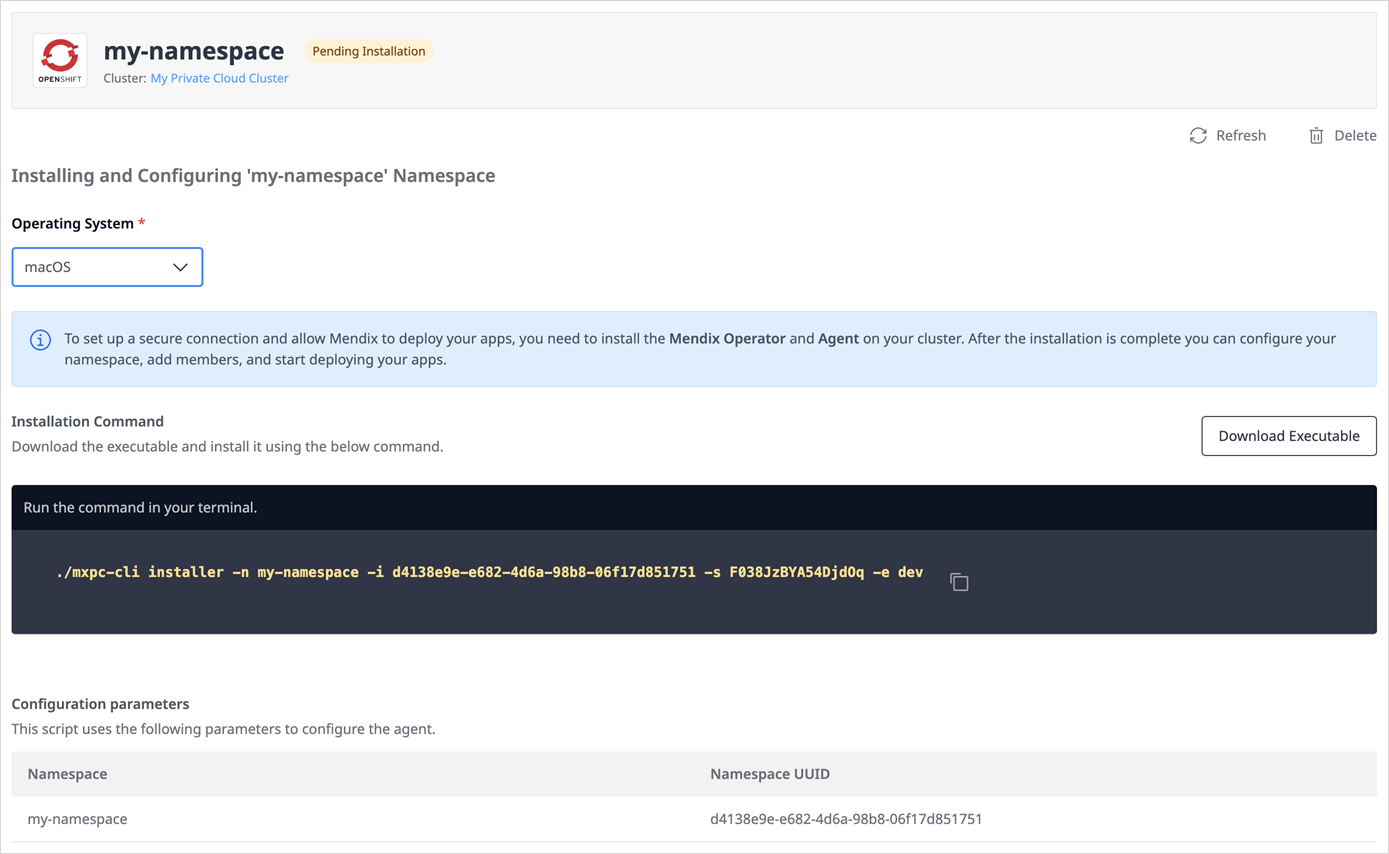 OPENSHIFT
my-namespace
Pending Installation
Cluster: My Private Cloud Cluster
Refresh
Delete
Installing and Configuring 'my-namespace' Namespace
Operating System *
macOS
To set up a secure connection and allow Mendix to deploy your apps, you need to install the Mendix Operator and Agent on your cluster. After the installation is complete you can configure your
namespace, add members, and start deploying your apps.
Installation Command
Download the executable and install it using the below command.
Download Executable
Run the command in your terminal.
./mxpc-cli installer -n my-namespace -i d4138e9e-e682-4d6a-98b8-06f17d851751 -s F038JzBYA54DjdOq -e dev
Configuration parameters
This script uses the following parameters to configure the agent.
Namespace
Namespace UUID
my-namespace
d4138e9e-e682-4d6a-98b8-06f17d851751